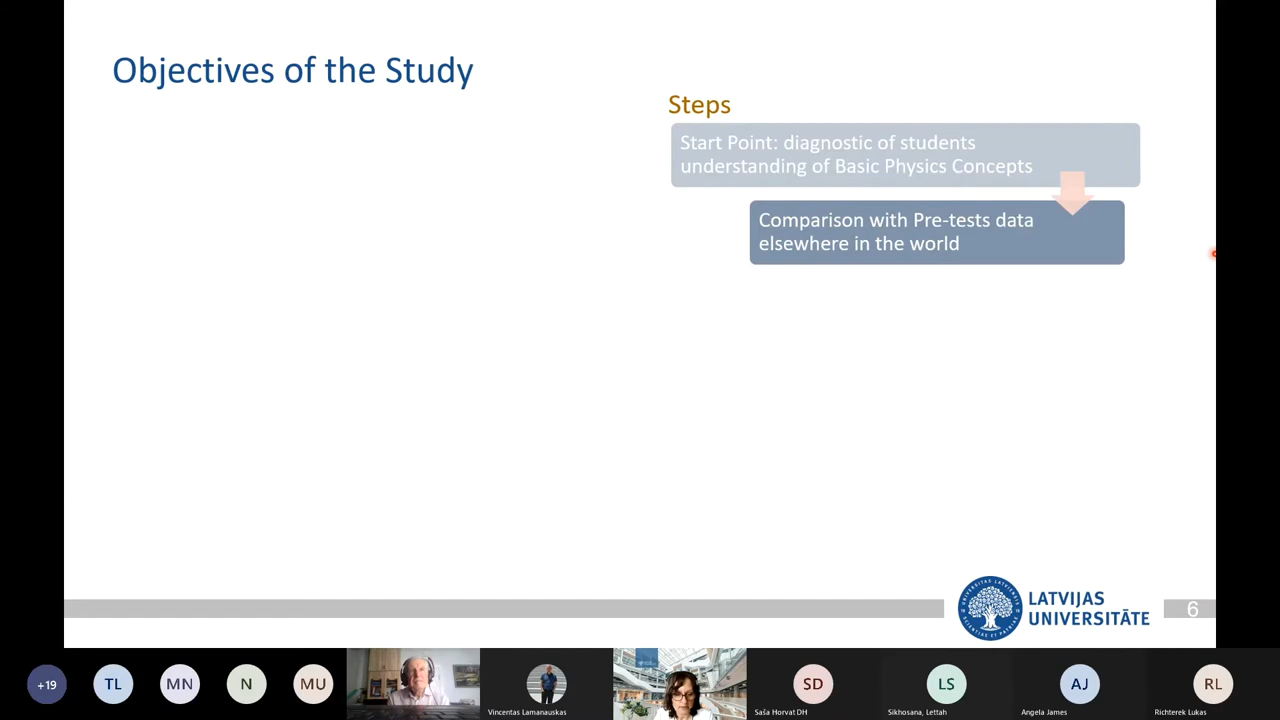 Objectives of the Study
Steps
Start Point: diagnostic of students
understanding of Basic Physics Concepts
Comparison with Pre-tests data
elsewhere in the world
LATVIJAS
UNIVERSITĀTE
6
+19
TL
MN
N
MU
Vincentas Lamanauskas
SD
Saša Horvat DH
LS
Sikhosana, Lettah
AJ
Angela James
RL
Richterek Lukas